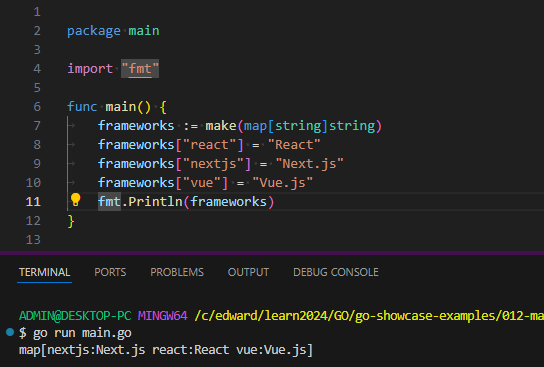 1
2 package main
3
4 import "fmt"
5
6 func main() {
7 frameworks := make(map[string]string)
8 frameworks["react"] = "React"
9 frameworks["nextjs"] = "Next.js"
10 frameworks["vue"] = "Vue.js"
11 fmt.Println(frameworks)
12 }
13
TERMINAL PORTS PROBLEMS OUTPUT DEBUG CONSOLE
ADMIN@DESKTOP-PC MINGW64 /c/edward/learn2024/GO/go-showcase-examples/012-ma
$ go run main.go
map[nextjs:Next.js react:React vue:Vue.js]